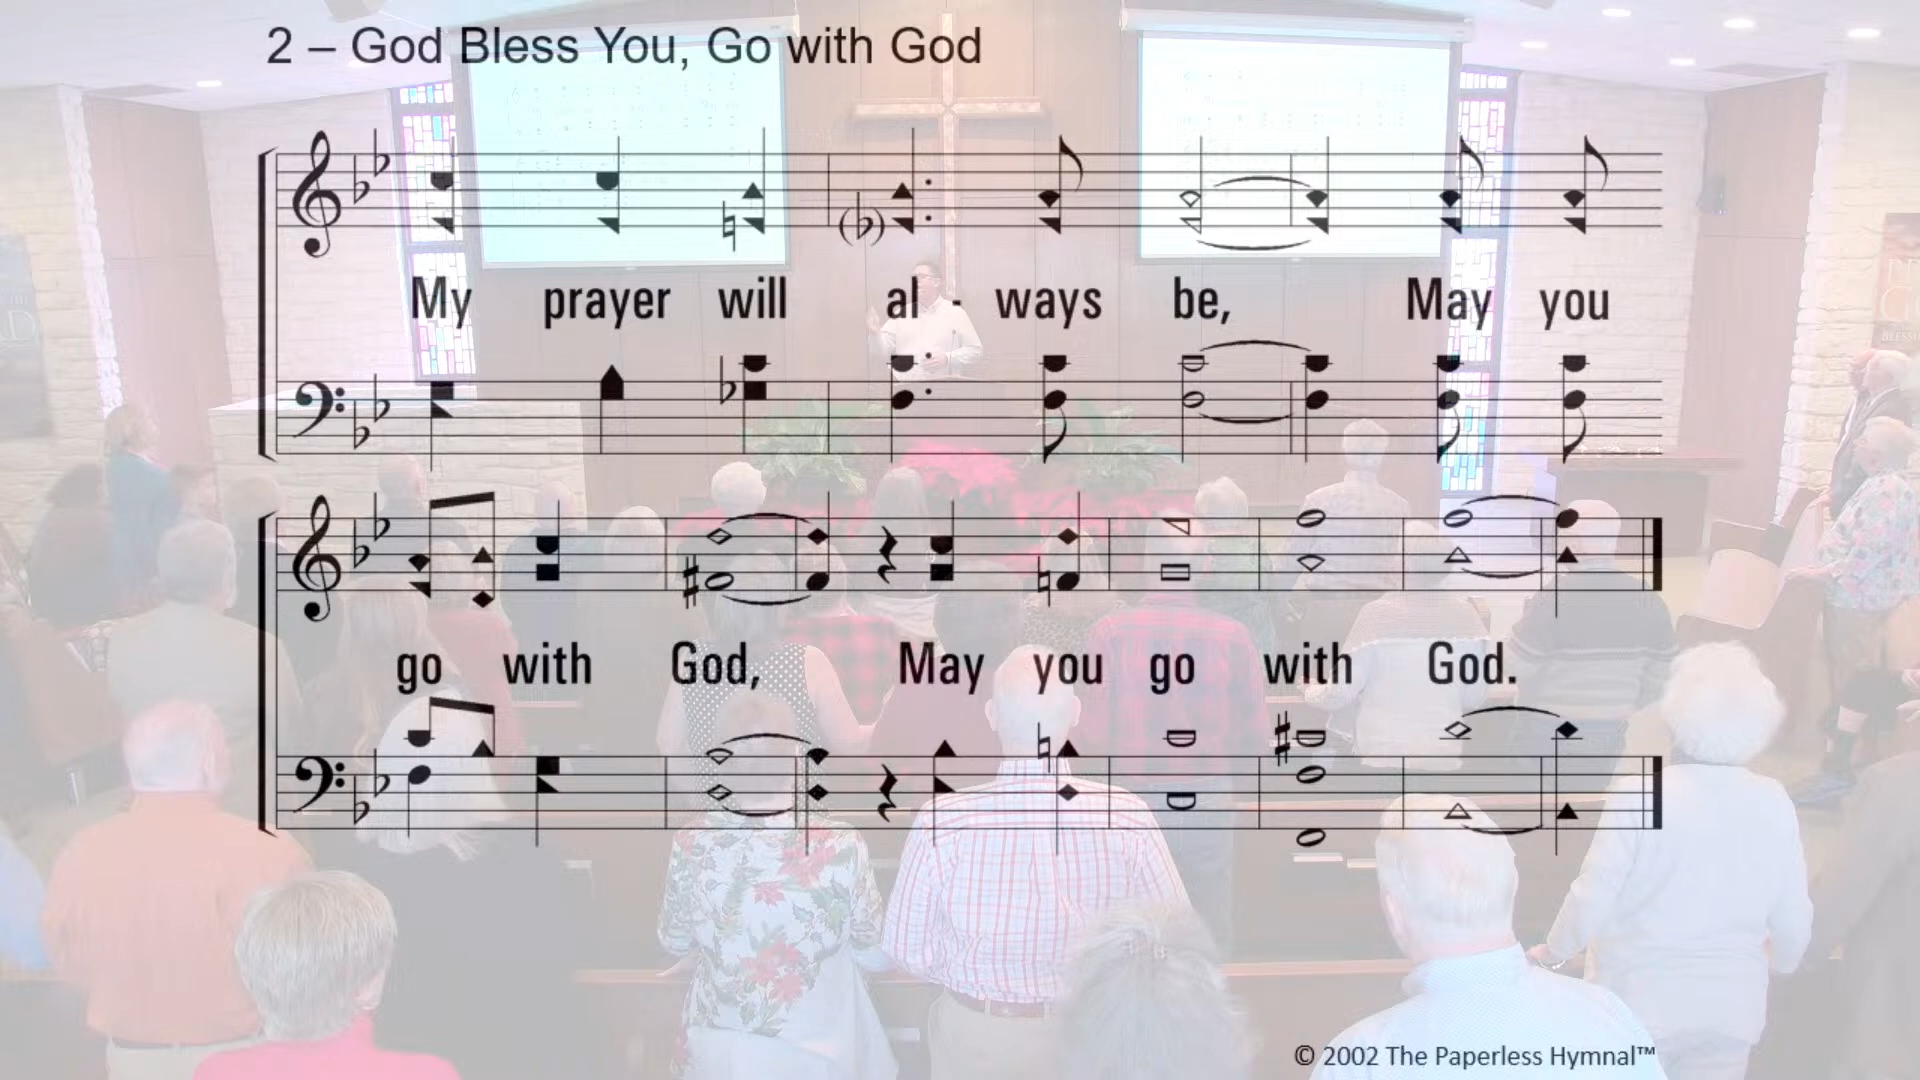 2 – God Bless You, Go with God
My prayer will al - ways be, May you
go with God, May you go with God.
© 2002 The Paperless Hymnal™